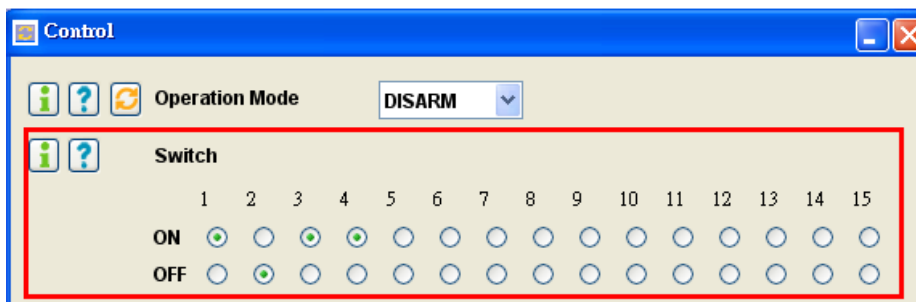 Control
Operation Mode DISARM
Switch
1 2 3 4 5 6 7 8 9 10 11 12 13 14 15
ON
OFF